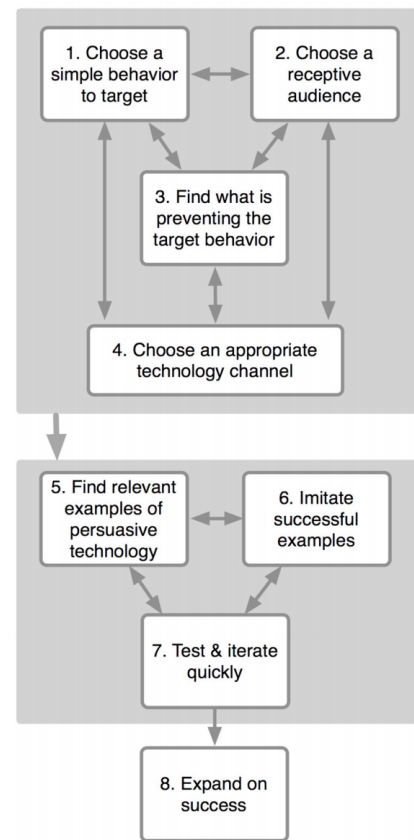 1. Choose a
simple behavior
to target
2. Choose a
receptive
audience
3. Find what is
preventing the
target behavior
4. Choose an appropriate
technology channel
5. Find relevant
examples of
persuasive
technology
6. Imitate
successful
examples
7. Test & iterate
quickly
8. Expand on
success